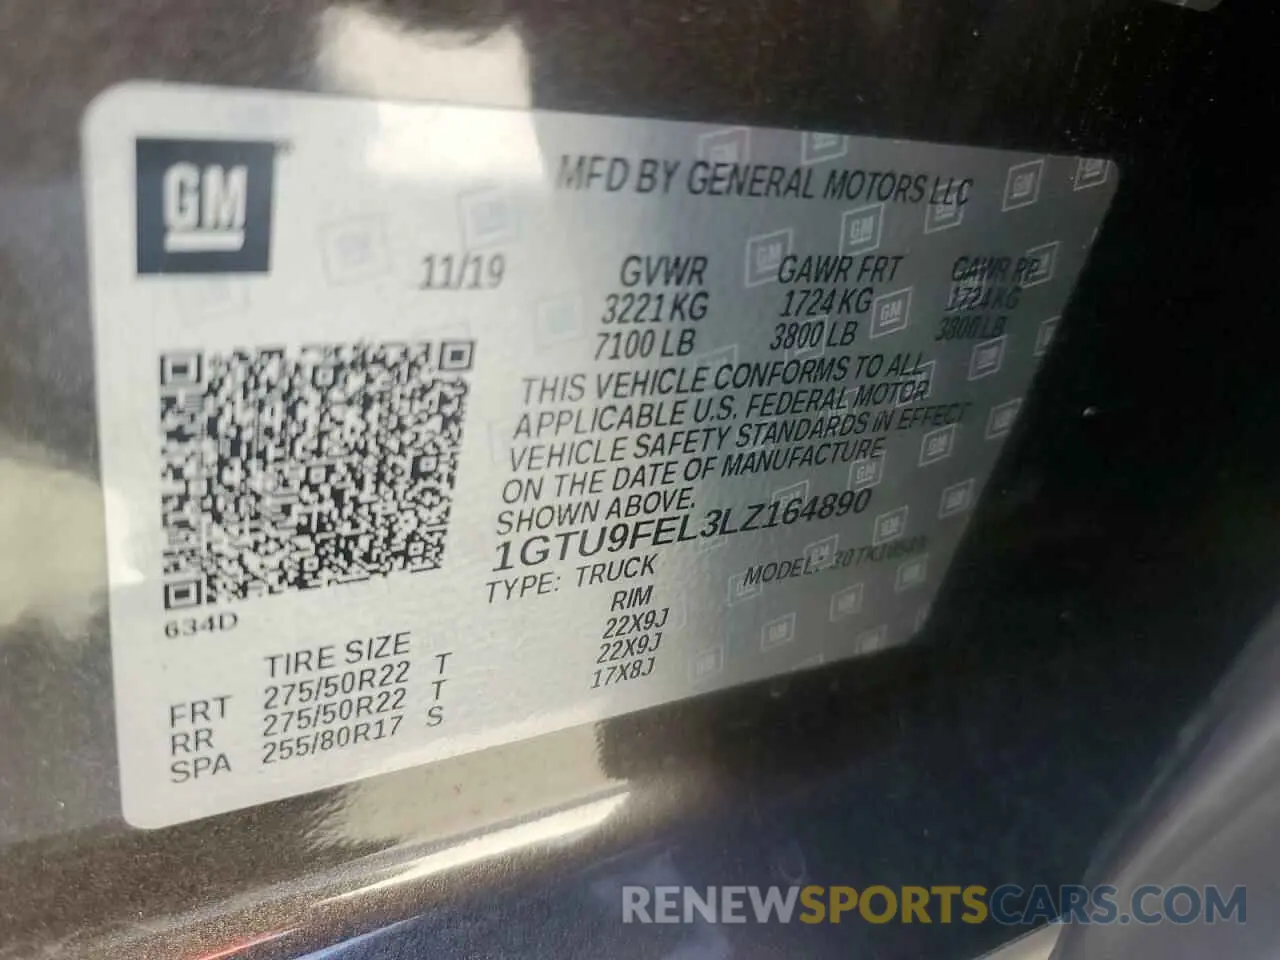 GM
MFD BY GENERAL MOTORS LLC
11/19 GVWR GAWR FRT GAWR RR
3221 KG 1724 KG 1724 KG
7100 LB 3800 LB 3800 LB
THIS VEHICLE CONFORMS TO ALL
APPLICABLE U.S. FEDERAL MOTOR
VEHICLE SAFETY STANDARDS IN EFFECT
ON THE DATE OF MANUFACTURE
SHOWN ABOVE.
1GTU9FEL3LZ164890
TYPE: TRUCK MODEL:
634D
TIRE SIZE RIM
FRT 275/50R22 T 22X9J
RR 275/50R22 T 22X9J
SPA 255/80R17 S 17X8J
RENEWSPORTSCARS.COM